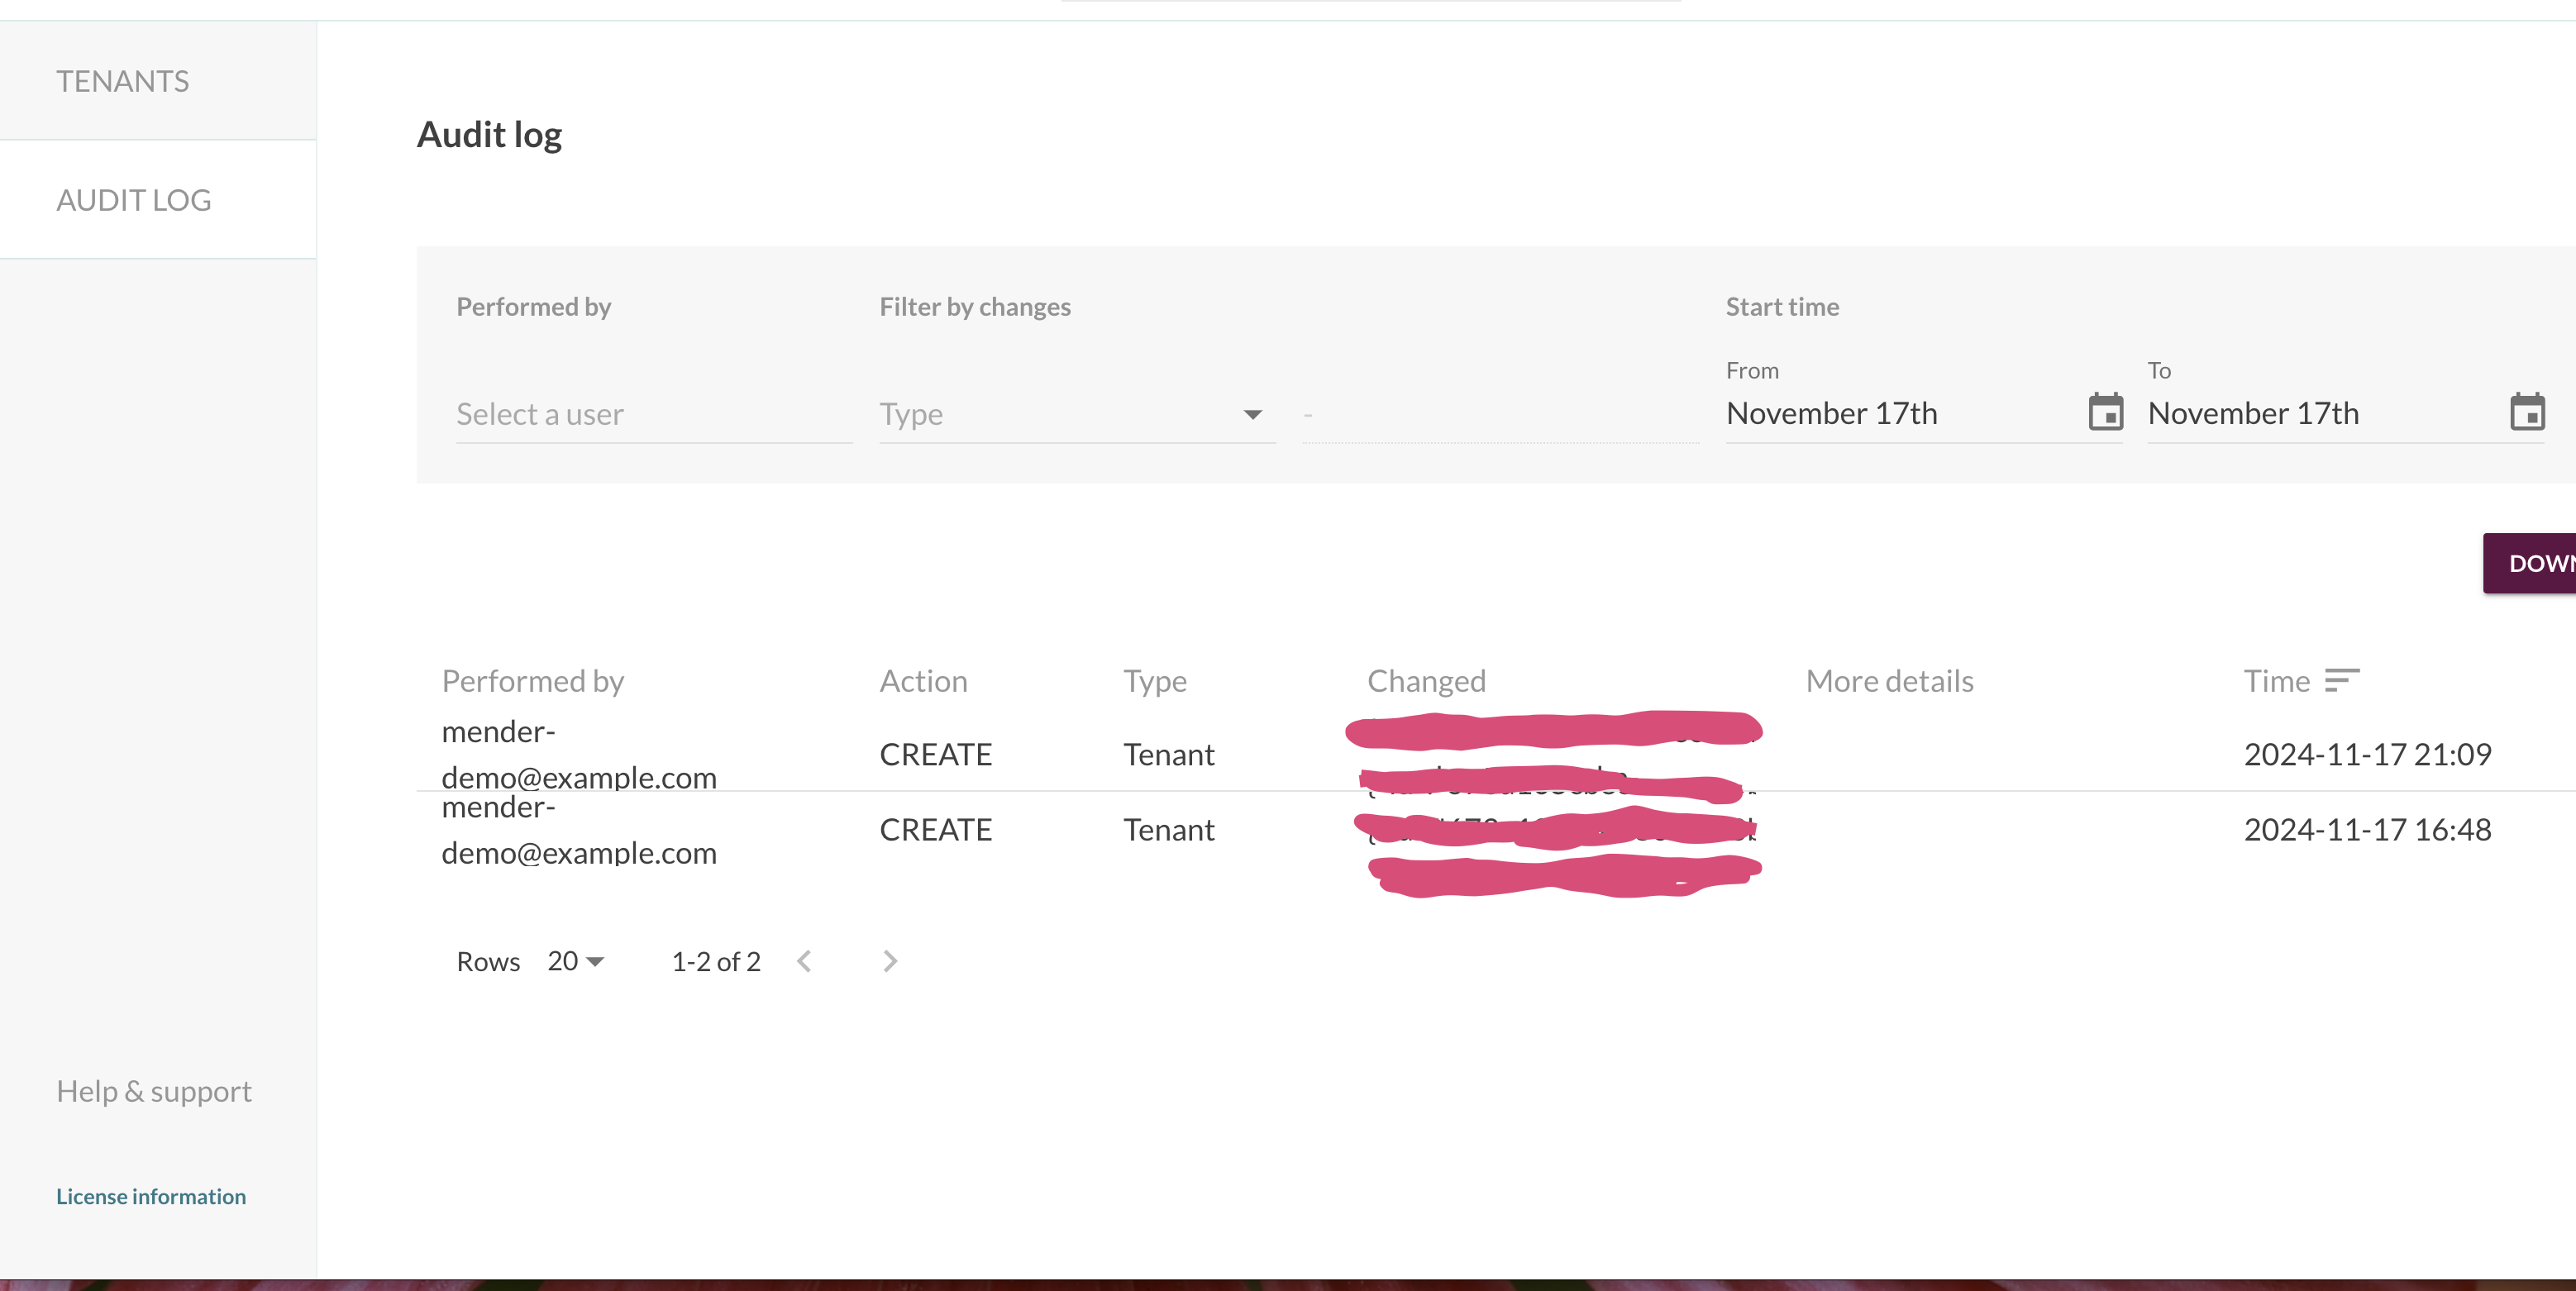 TENANTS
AUDIT LOG
Audit log
Performed by
Filter by changes
Start time
From
To
Select a user
Type
-
November 17th
November 17th
Performed by
Action
Type
Changed
More details
Time
mender-
demo@example.com
CREATE
Tenant
2024-11-17 21:09
mender-
demo@example.com
CREATE
Tenant
2024-11-17 16:48
Rows
20
1-2 of 2
Help & support
License information